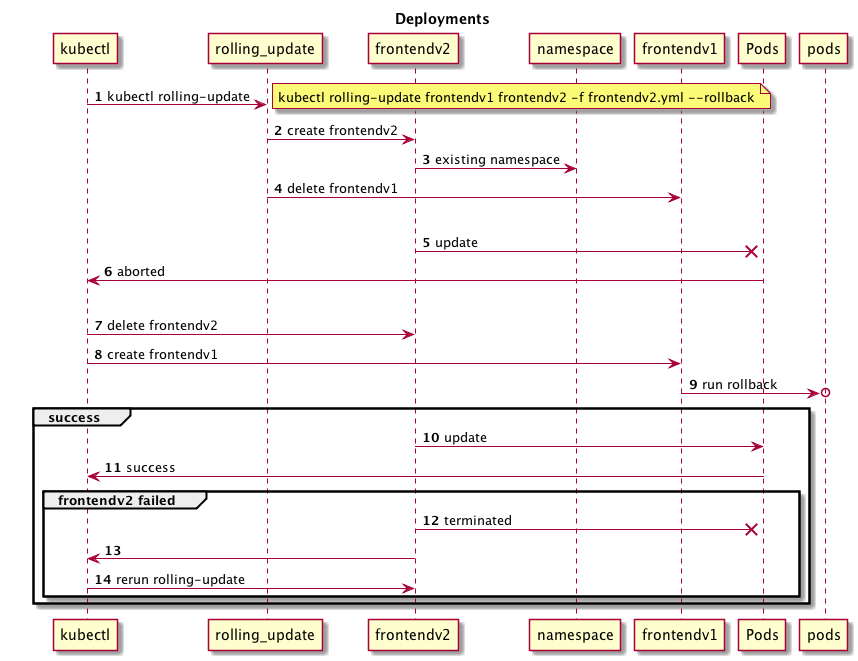 Deployments
kubectl rolling_update frontendv2 namespace frontendv1 Pods pods
1 kubectl rolling-update
kubectl rolling-update frontendv1 frontendv2 -f frontendv2.yml --rollback
2 create frontendv2
3 existing namespace
4 delete frontendv1
5 update
6 aborted
7 delete frontendv2
8 create frontendv1
9 run rollback
success
10 update
11 success
frontendv2 failed
12 terminated
13
14 rerun rolling-update
kubectl rolling_update frontendv2 namespace frontendv1 Pods pods